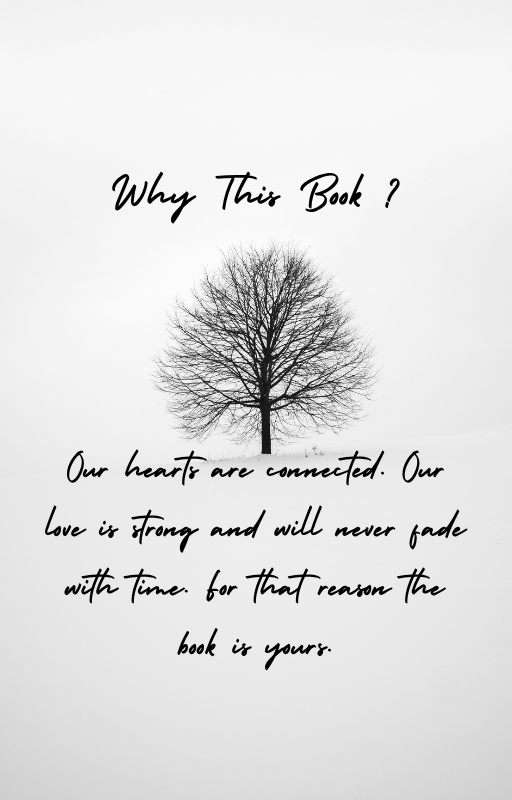 Why This Book ?
Our hearts are connected. Our
love is strong and will never fade
with time. for that reason the
book is yours.